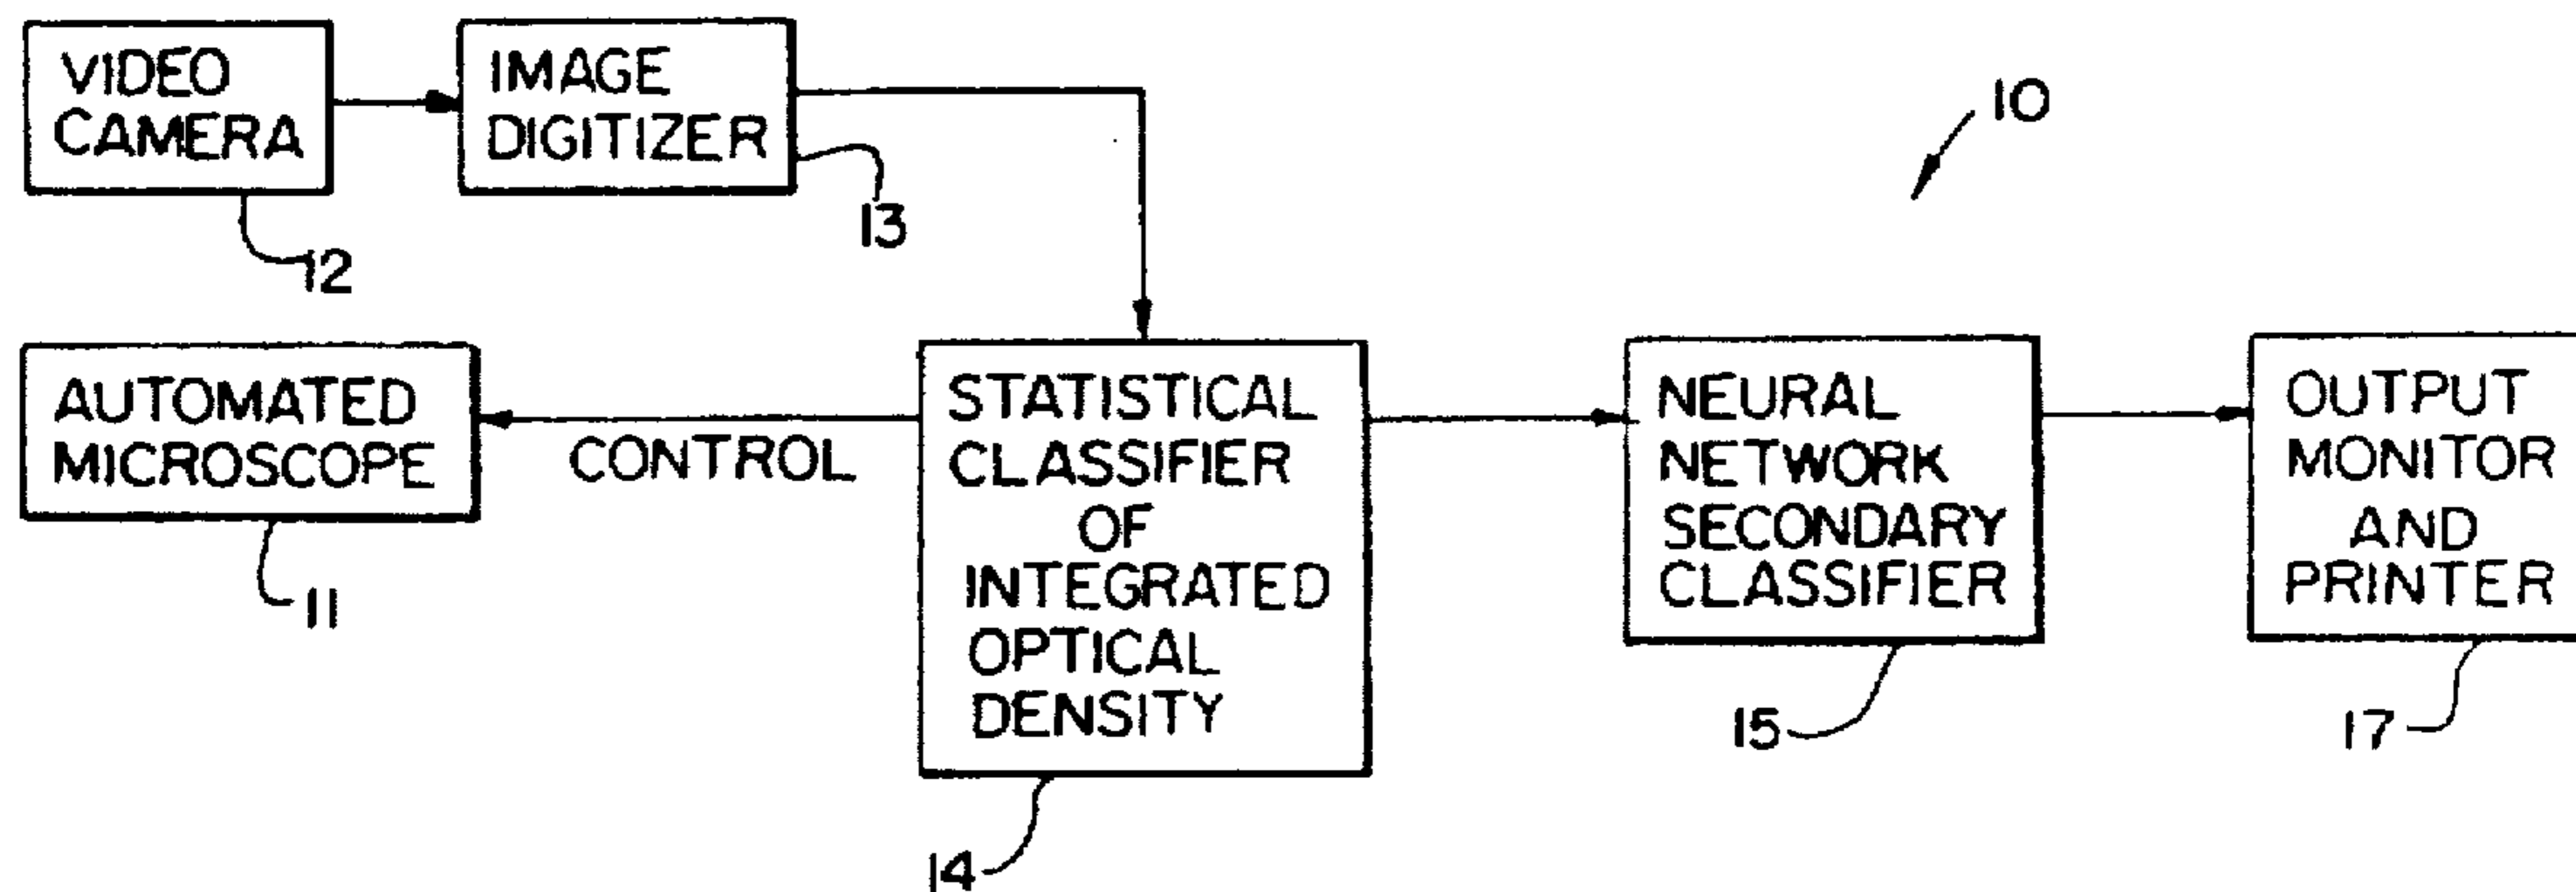 VIDEO
CAMERA
12
IMAGE
DIGITIZER
13
10
AUTOMATED
MICROSCOPE
11
CONTROL
STATISTICAL
CLASSIFIER
OF
INTEGRATED
OPTICAL
DENSITY
14
NEURAL
NETWORK
SECONDARY
CLASSIFIER
15
OUTPUT
MONITOR
AND
PRINTER
17